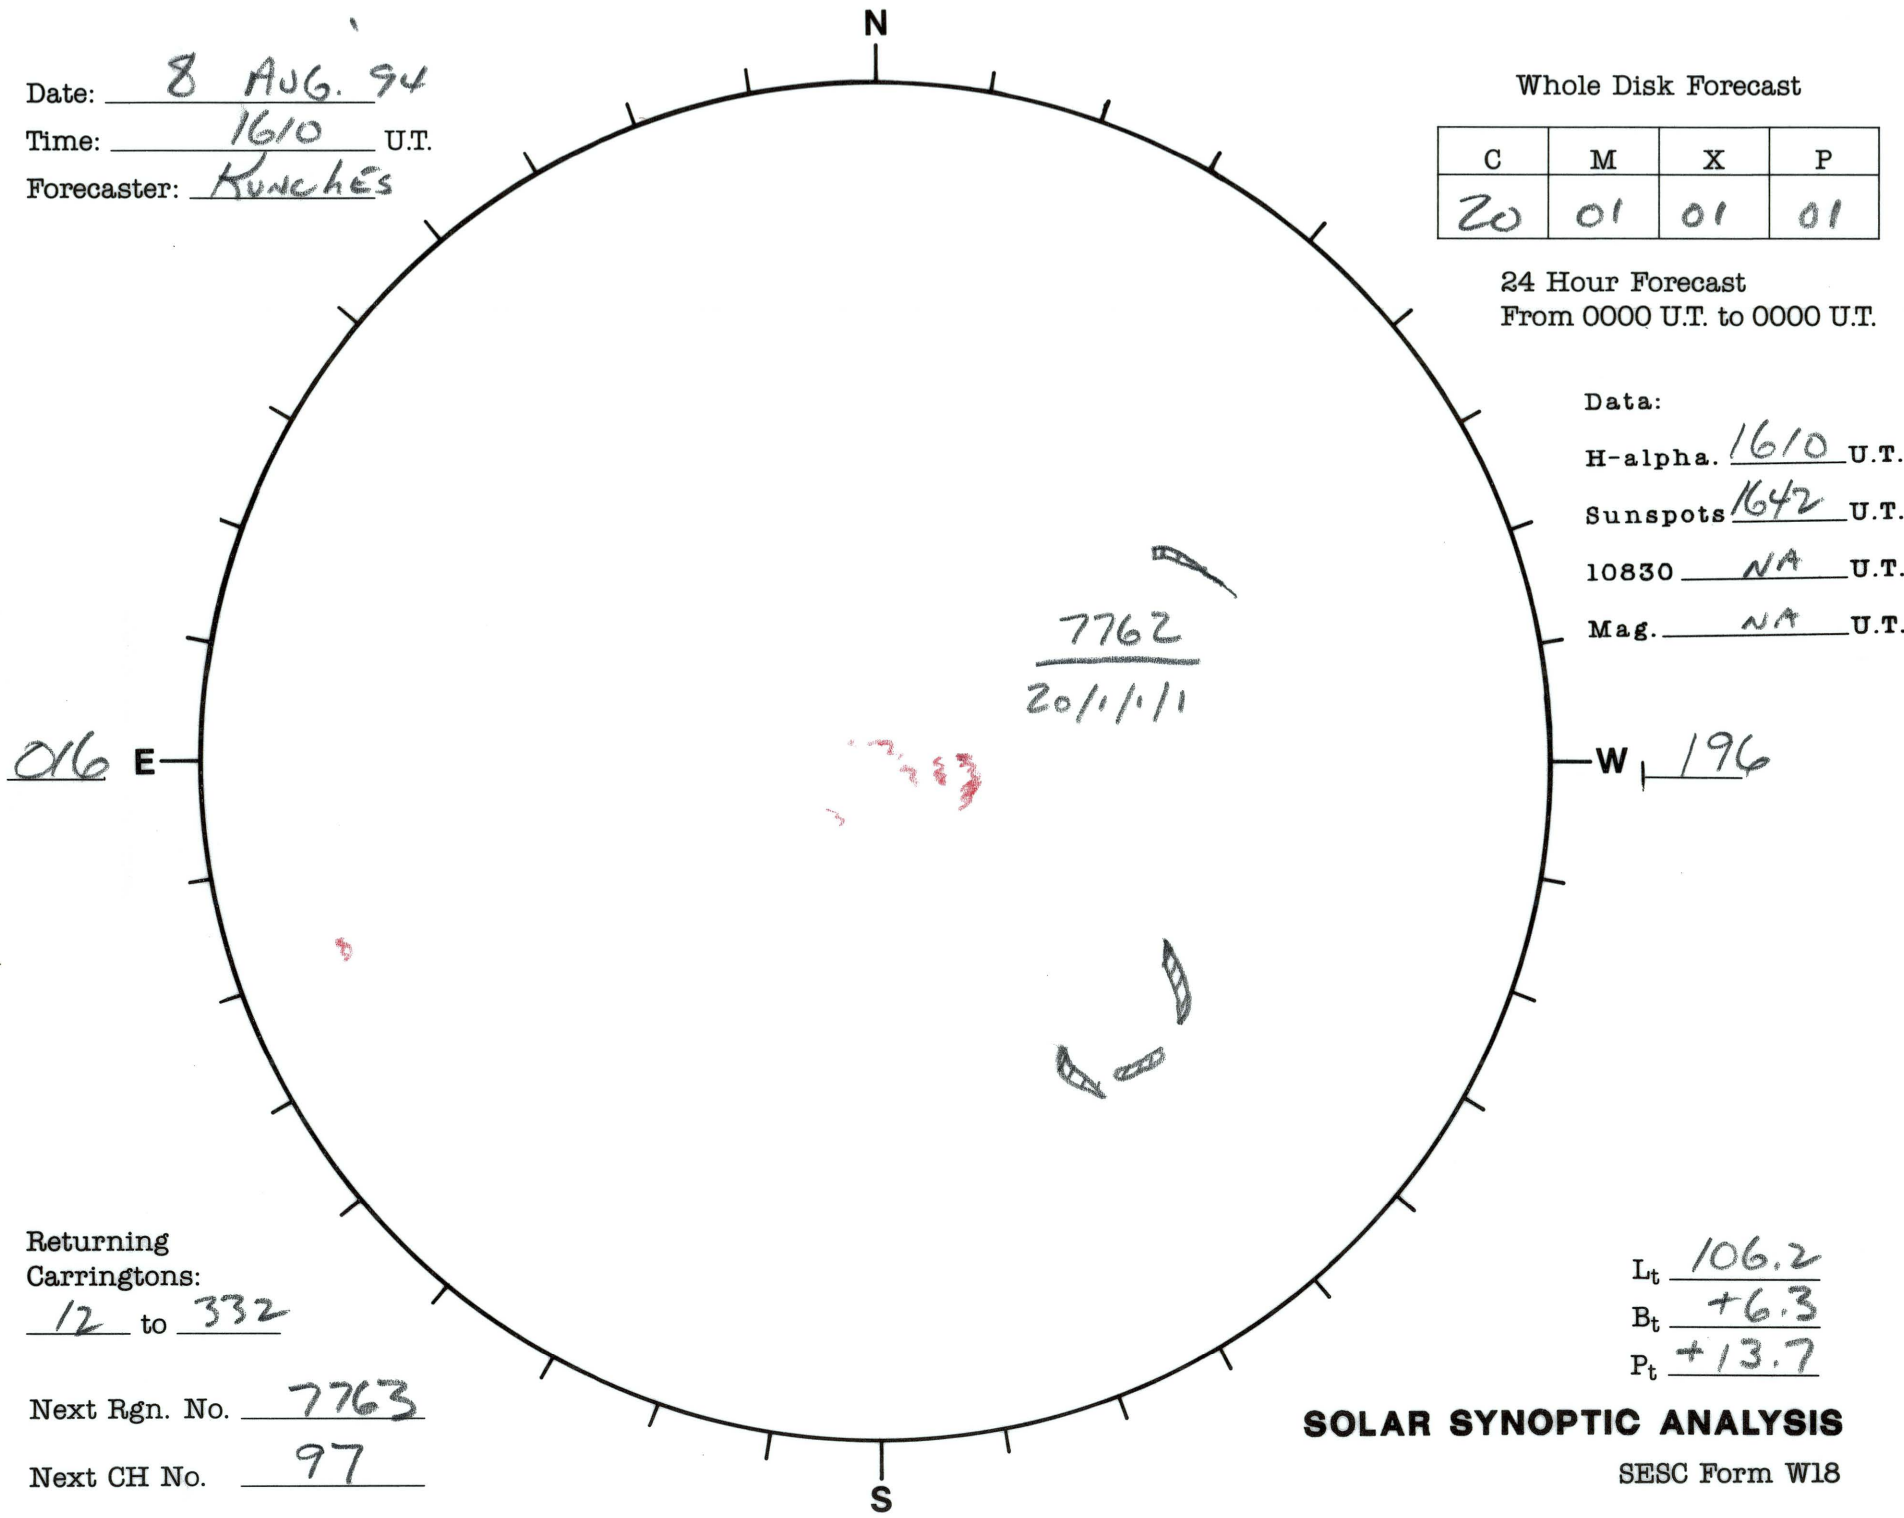 N
Date: 8 AUG. 94
Time: 1610 U.T.
Forecaster: KUNCHES
Whole Disk Forecast
C M X P
20 01 01 01
24 Hour Forecast
From 0000 U.T. to 0000 U.T.
Data:
H-alpha. 1610 U.T.
Sunspots 1642 U.T.
10830 NA U.T.
Mag. NA U.T.
7762
20/1/1/1
016 E
W 196
Returning
Carringtons:
12 to 332
Next Rgn. No. 7763
Next CH No. 97
Lt 106.2
Bt +6.3
Pt +13.7
SOLAR SYNOPTIC ANALYSIS
SESC Form W18
S